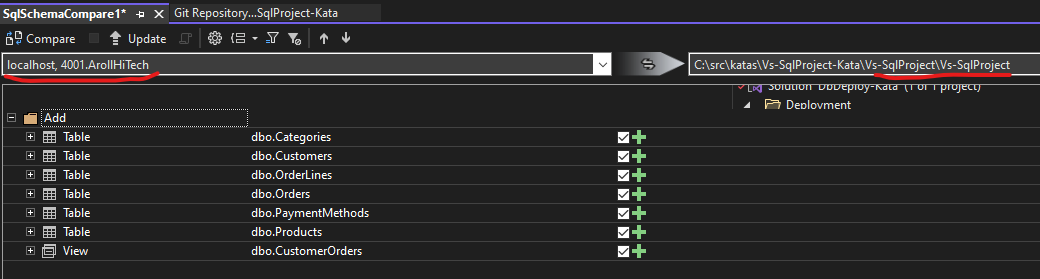 SqlSchemaCompare1* Git Repository...SqlProject-Kata
Compare Update
localhost, 4001.ArollHiTech C:\src\katas\Vs-SqlProject-Kata\Vs-SqlProject\Vs-SqlProject
Solution 'DbDeploy-Kata' (1 of 1 project)
Deployment
Add
Table dbo.Categories
Table dbo.Customers
Table dbo.OrderLines
Table dbo.Orders
Table dbo.PaymentMethods
Table dbo.Products
View dbo.CustomerOrders